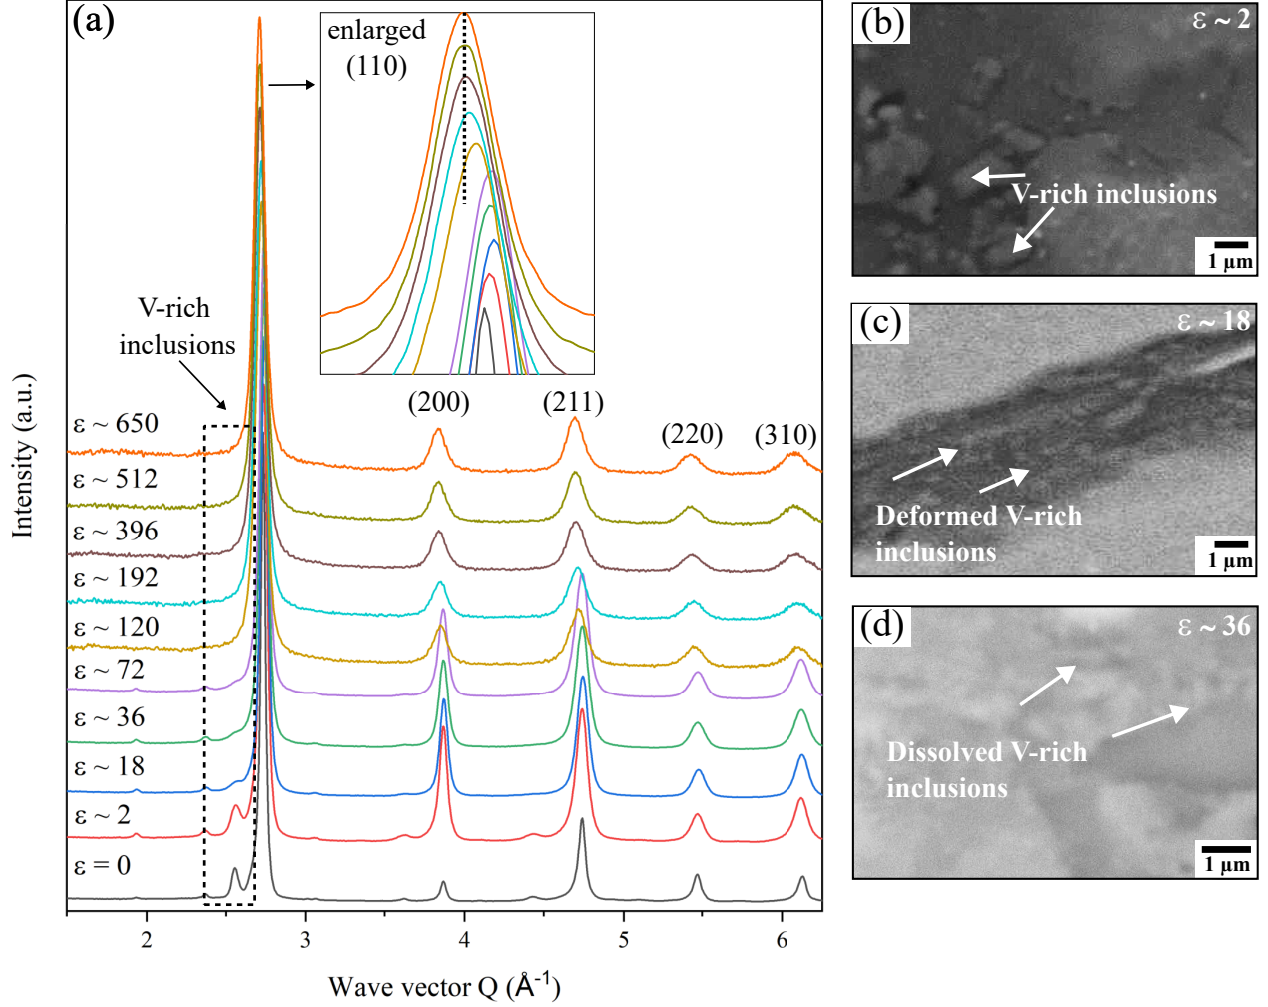 (a)
enlarged
(110)
V-rich
inclusions
Intensity (a.u.)
(200)
(211)
(220)
(310)
ε ~ 650
ε ~ 512
ε ~ 396
ε ~ 192
ε ~ 120
ε ~ 72
ε ~ 36
ε ~ 18
ε ~ 2
ε = 0
2
3
4
5
6
Wave vector Q (Å⁻¹)
(b)
ε ~ 2
V-rich inclusions
1 µm
(c)
ε ~ 18
Deformed V-rich
inclusions
1 µm
(d)
ε ~ 36
Dissolved V-rich
inclusions
1 µm